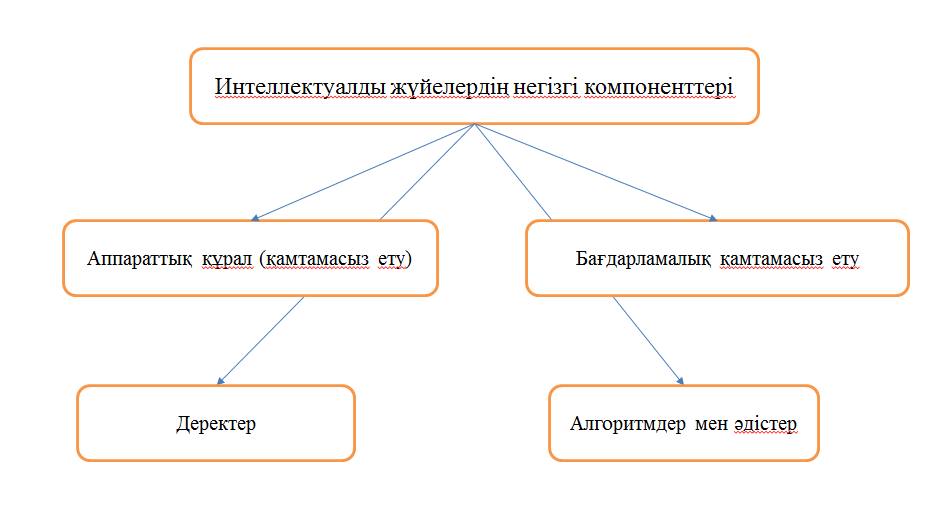 Интеллектуалды жүйелердің негізгі компоненттері
Аппараттық құрал (қамтамасыз ету)
Бағдарламалық қамтамасыз ету
Деректер
Алгоритмдер мен әдістер